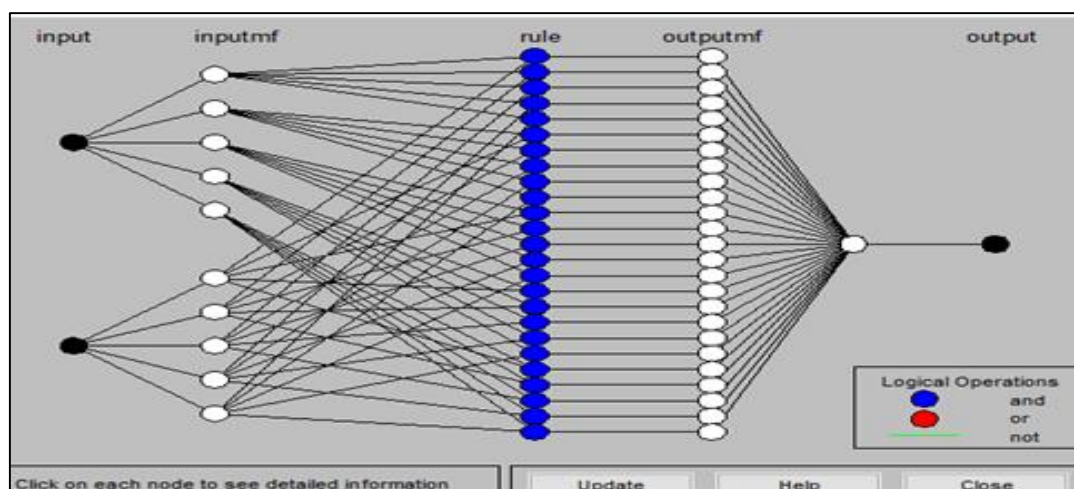 input inputmf rule outputmf output
Logical Operations
and
or
not
Click on each node to see detailed information
Update Help Close